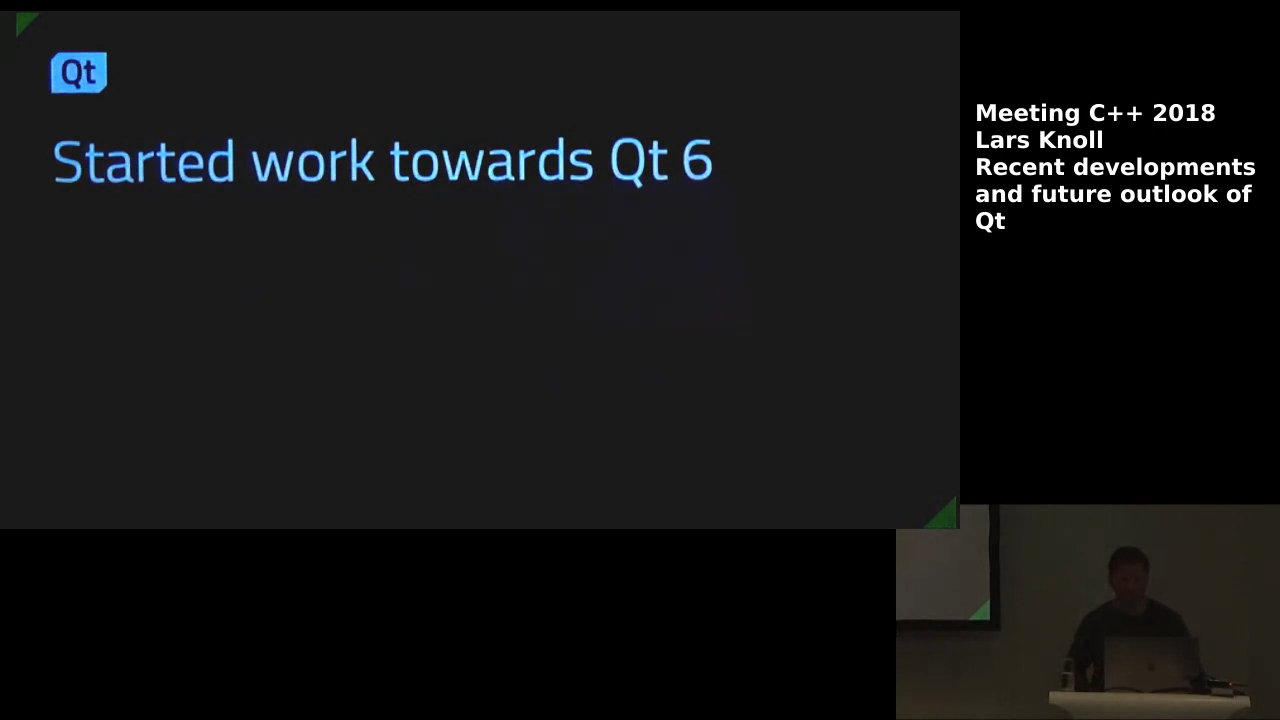 Qt
Started work towards Qt 6
Meeting C++ 2018
Lars Knoll
Recent developments
and future outlook of
Qt